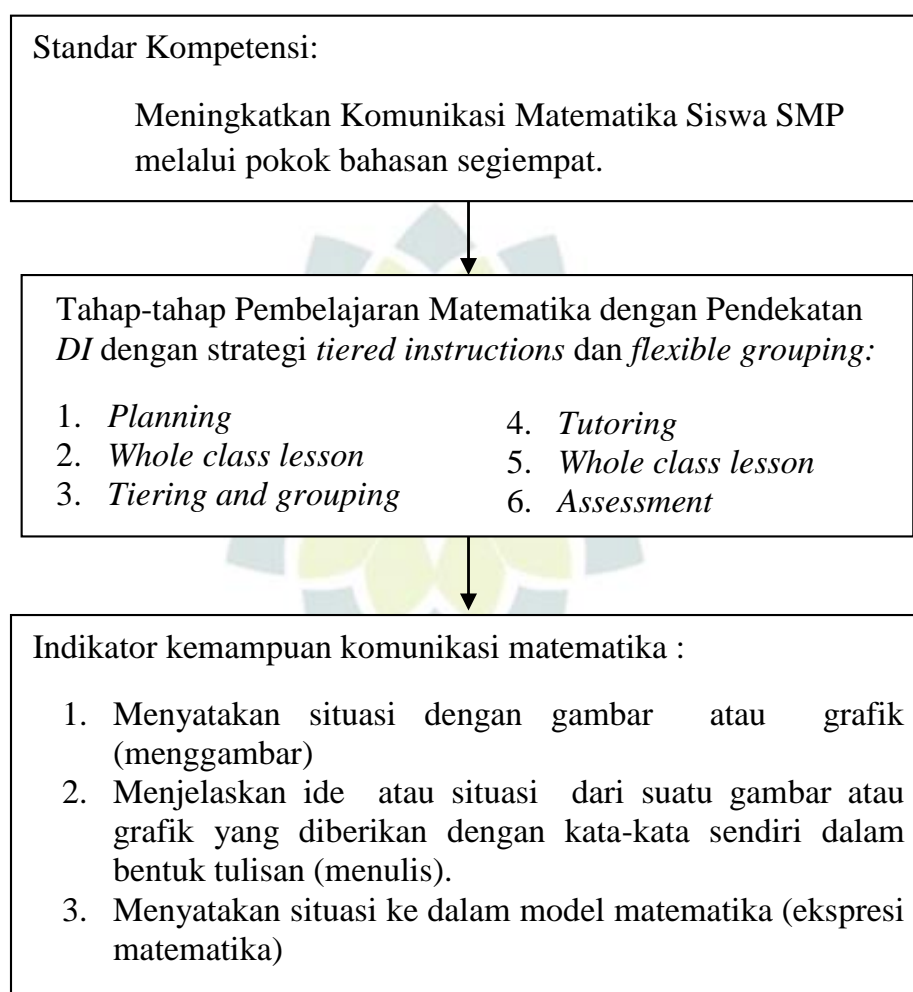 Standar Kompetensi:
Meningkatkan Komunikasi Matematika Siswa SMP
melalui pokok bahasan segiempat.
Tahap-tahap Pembelajaran Matematika dengan Pendekatan
DI dengan strategi tiered instructions dan flexible grouping:
1. Planning
2. Whole class lesson
3. Tiering and grouping
4. Tutoring
5. Whole class lesson
6. Assessment
Indikator kemampuan komunikasi matematika :
1. Menyatakan situasi dengan gambar atau grafik
(menggambar)
2. Menjelaskan ide atau situasi dari suatu gambar atau
grafik yang diberikan dengan kata-kata sendiri dalam
bentuk tulisan (menulis).
3. Menyatakan situasi ke dalam model matematika (ekspresi
matematika)